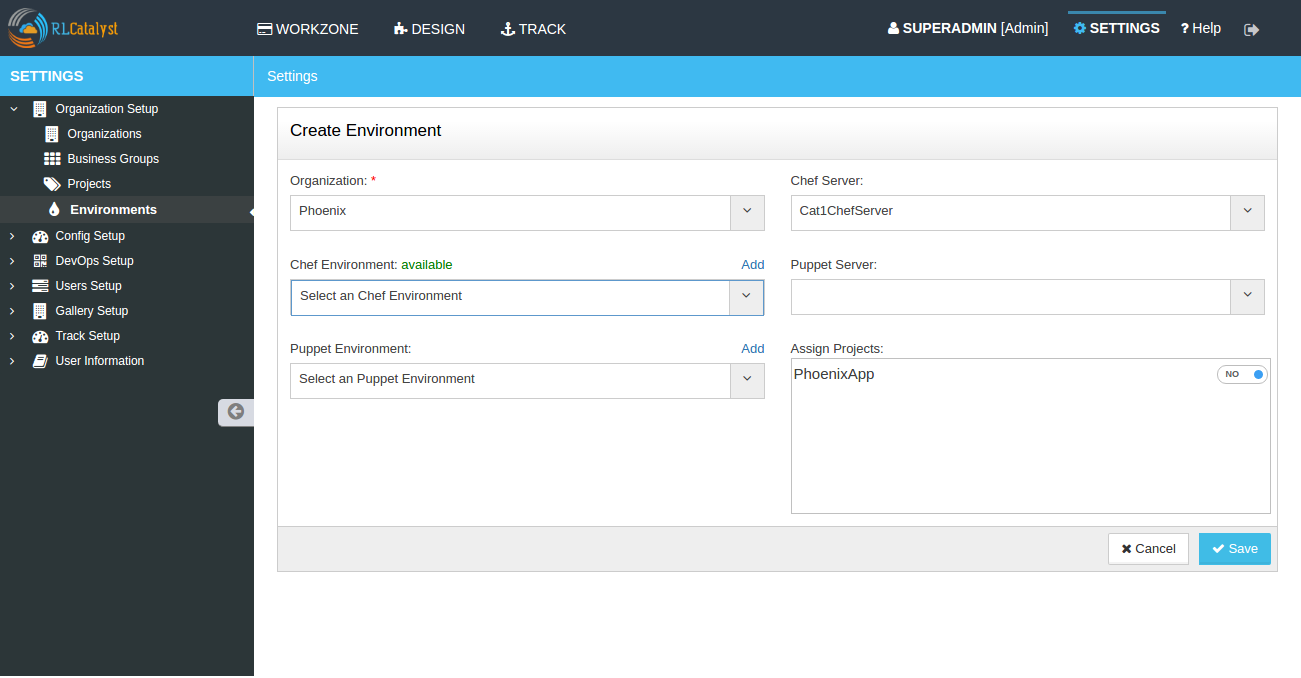 RLCatalyst
WORKZONE DESIGN TRACK SUPERADMIN [Admin] SETTINGS ? Help
SETTINGS
Settings
Organization Setup
Organizations
Business Groups
Projects
Environments
Config Setup
DevOps Setup
Users Setup
Gallery Setup
Track Setup
User Information
Create Environment
Organization: *
Phoenix
Chef Server:
Cat1ChefServer
Chef Environment: available Add
Select an Chef Environment
Puppet Server:
Puppet Environment: Add
Select an Puppet Environment
Assign Projects:
PhoenixApp NO
Cancel Save